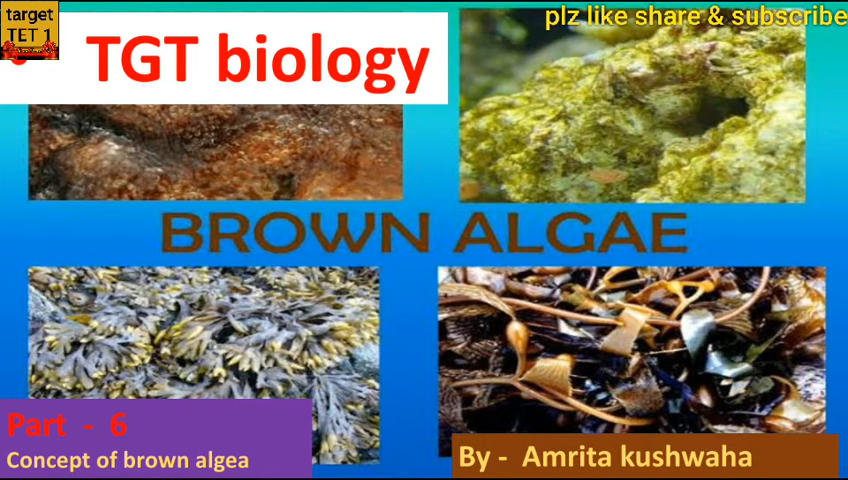 target
TET 1
plz like share & subscribe
TGT biology
BROWN ALGAE
Part - 6
Concept of brown algea
By - Amrita kushwaha